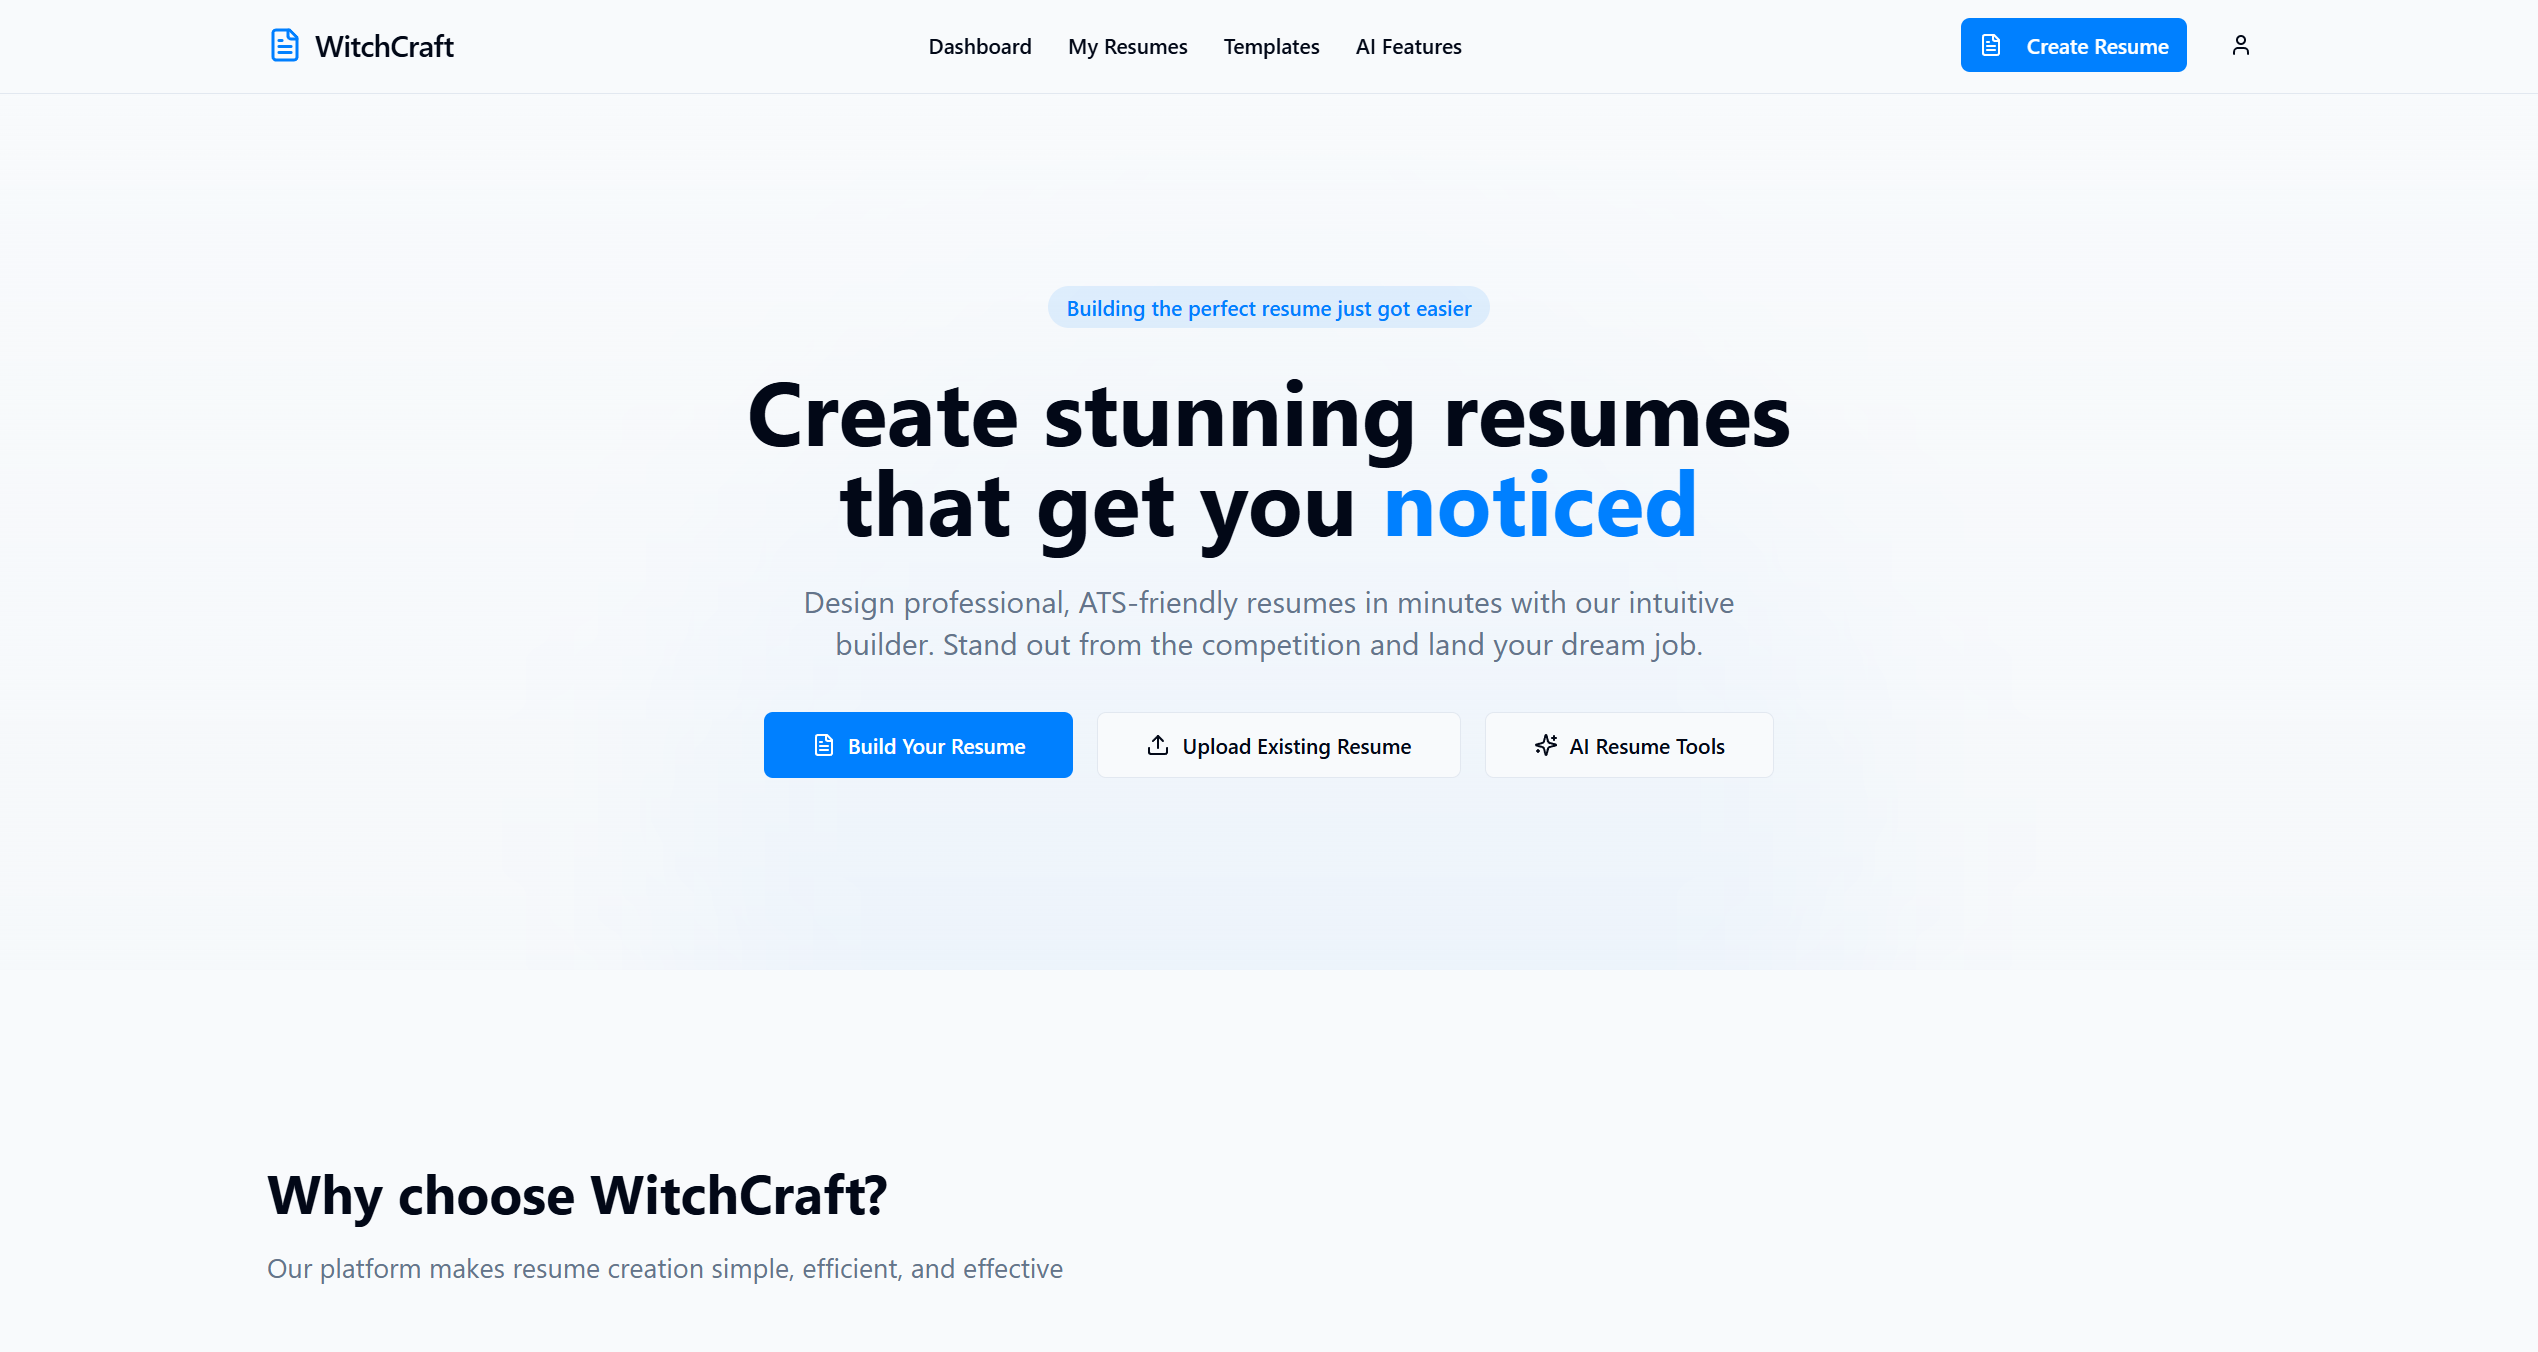 WitchCraft
Dashboard
My Resumes
Templates
AI Features
Create Resume
Building the perfect resume just got easier
Create stunning resumes
that get you noticed
Design professional, ATS-friendly resumes in minutes with our intuitive
builder. Stand out from the competition and land your dream job.
Build Your Resume
Upload Existing Resume
AI Resume Tools
Why choose WitchCraft?
Our platform makes resume creation simple, efficient, and effective